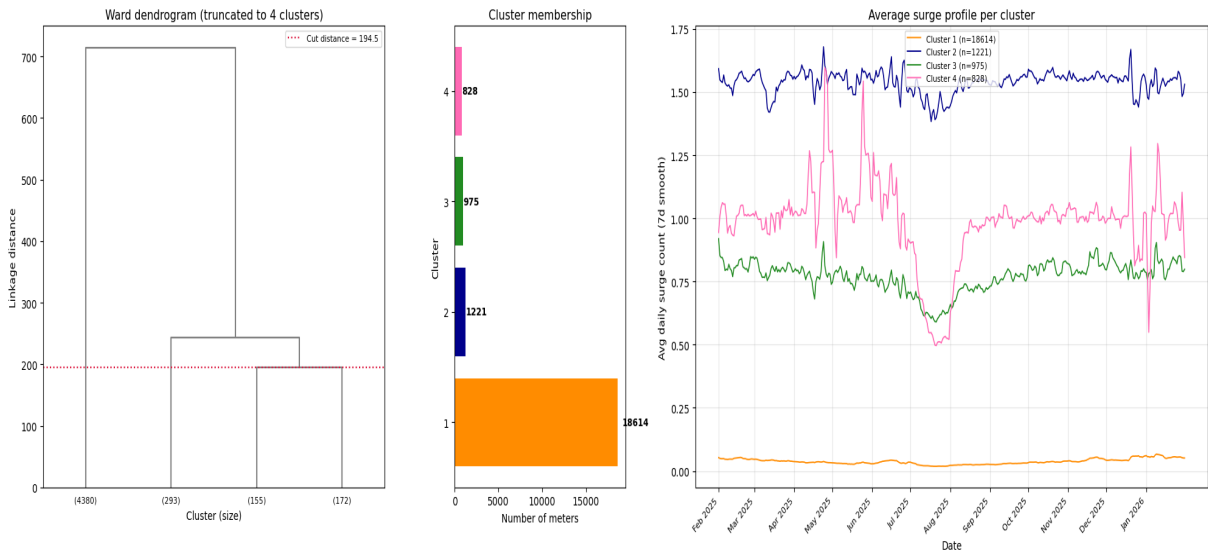 Ward dendrogram (truncated to 4 clusters)
Cut distance = 194.5
700
600
500
400
300
200
100
0
Linkage distance
(4380)
(293)
(155)
(172)
Cluster (size)
Cluster membership
4
3
2
1
828
975
1221
18614
Cluster
0
5000
10000
15000
Number of meters
Average surge profile per cluster
Cluster 1 (n=18614)
Cluster 2 (n=1221)
Cluster 3 (n=975)
Cluster 4 (n=828)
1.75
1.50
1.25
1.00
0.75
0.50
0.25
0.00
Avg daily surge count (7d smooth)
Feb 2025
Mar 2025
Apr 2025
May 2025
Jun 2025
Jul 2025
Aug 2025
Sep 2025
Oct 2025
Nov 2025
Dec 2025
Jan 2026
Date